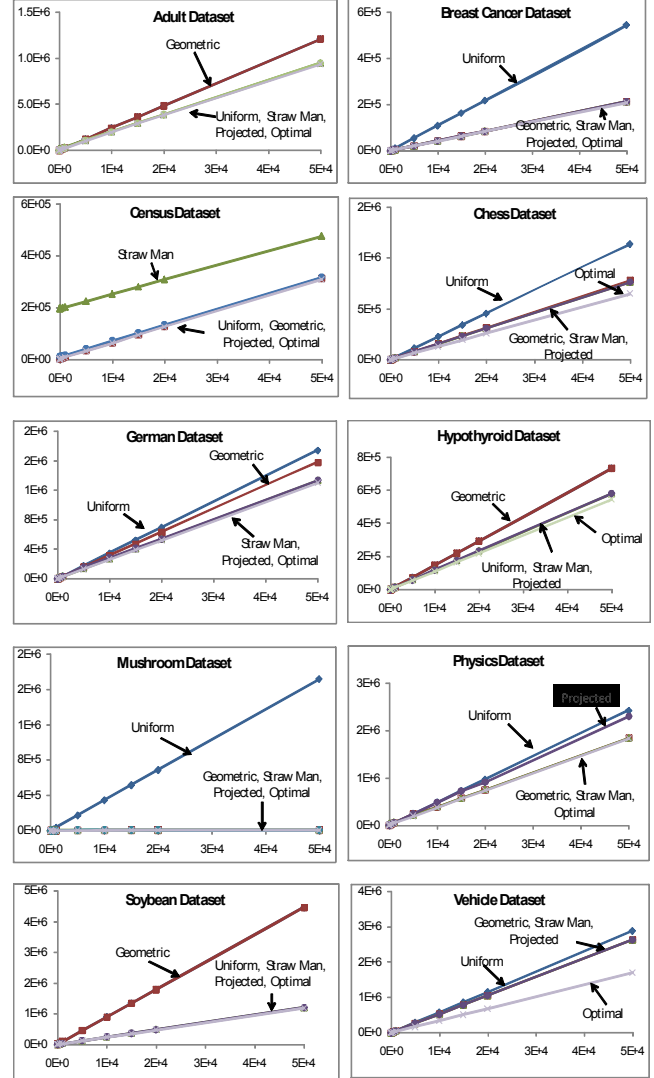 Adult Dataset
1.5E+6
1.0E+6
5.0E+5
0.0E+0
Geometric
Uniform, Straw Man,
Projected, Optimal
0E+0 1E+4 2E+4 3E+4 4E+4 5E+4
Breast Cancer Dataset
6E+5
4E+5
2E+5
0E+0
Uniform
Geometric, Straw Man,
Projected, Optimal
0E+0 1E+4 2E+4 3E+4 4E+4 5E+4
Census Dataset
6E+05
4E+05
2E+05
0E+00
Straw Man
Uniform, Geometric,
Projected, Optimal
0E+0 1E+4 2E+4 3E+4 4E+4 5E+4
Chess Dataset
2E+6
1E+6
5E+5
0E+0
Uniform
Optimal
Geometric, Straw Man,
Projected
0E+0 1E+4 2E+4 3E+4 4E+4 5E+4
German Dataset
2E+6
2E+6
1E+6
8E+5
4E+5
0E+0
Geometric
Uniform
Straw Man,
Projected, Optimal
0E+0 1E+4 2E+4 3E+4 4E+4 5E+4
Hypothyroid Dataset
8E+5
6E+5
4E+5
2E+5
0E+0
Geometric
Optimal
Uniform, Straw Man,
Projected
0E+0 1E+4 2E+4 3E+4 4E+4 5E+4
Mushroom Dataset
2E+6
2E+6
1E+6
8E+5
4E+5
0E+0
Uniform
Geometric, Straw Man,
Projected, Optimal
0E+0 1E+4 2E+4 3E+4 4E+4 5E+4
Physics Dataset
3E+6
2E+6
1E+6
0E+0
Projected
Uniform
Geometric, Straw Man,
Optimal
0E+0 1E+4 2E+4 3E+4 4E+4 5E+4
Soybean Dataset
5E+6
4E+6
3E+6
2E+6
1E+6
0E+0
Geometric
Uniform, Straw Man,
Projected, Optimal
0E+0 1E+4 2E+4 3E+4 4E+4 5E+4
Vehicle Dataset
4E+6
3E+6
2E+6
1E+6
0E+0
Geometric, Straw Man,
Projected
Uniform
Optimal
0E+0 1E+4 2E+4 3E+4 4E+4 5E+4